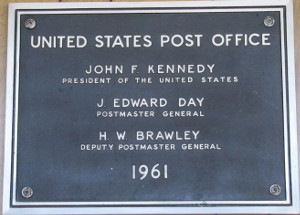 UNITED STATES POST OFFICE
JOHN F. KENNEDY
PRESIDENT OF THE UNITED STATES
J. EDWARD DAY
POSTMASTER GENERAL
H. W. BRAWLEY
DEPUTY POSTMASTER GENERAL
1961